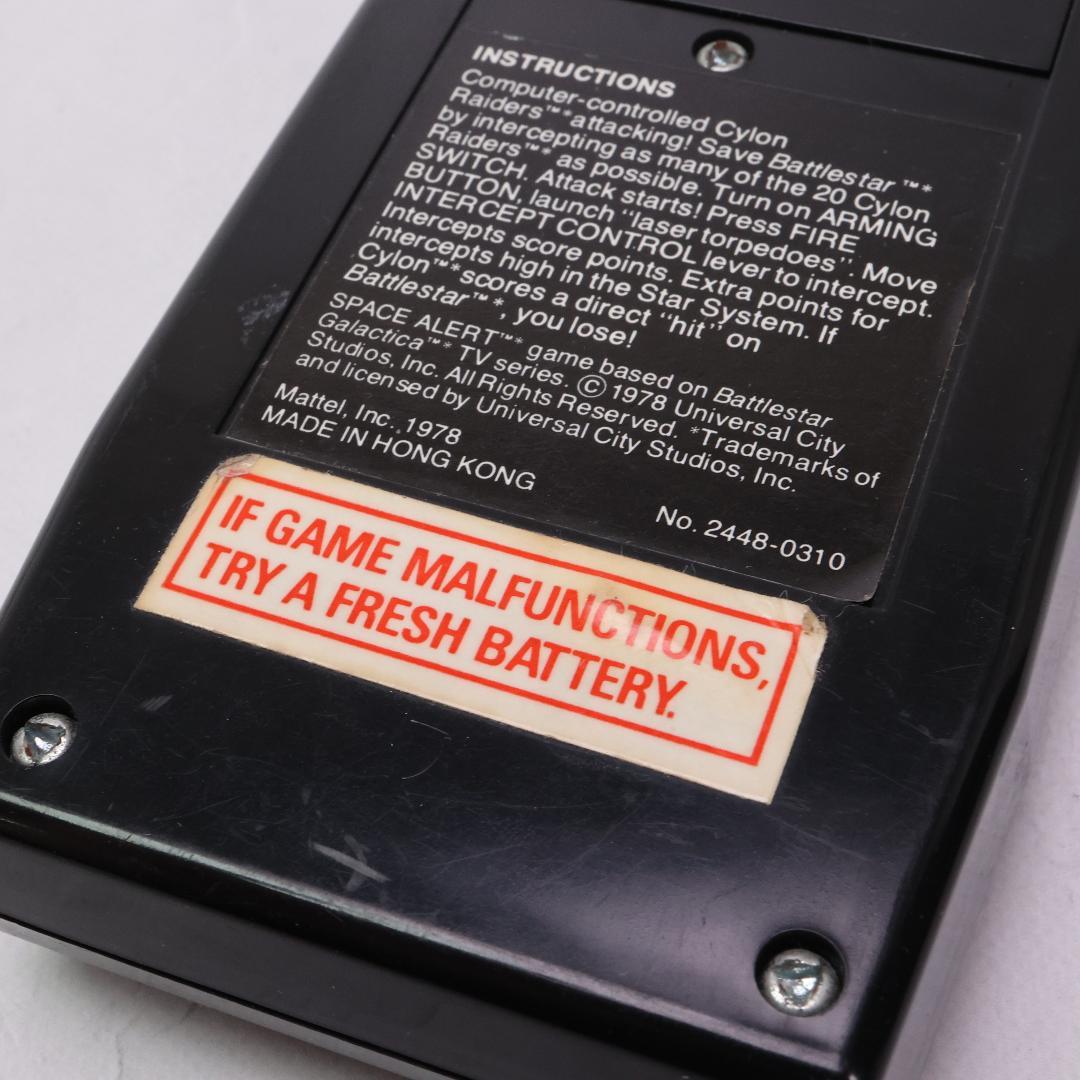 INSTRUCTIONS
Computer-controlled Cylon
Raiders™* attacking! Save Battlestar™*
by intercepting as many of the 20 Cylon
Raiders™* as possible. Turn on ARMING
SWITCH. Attack starts! Press FIRE
BUTTON, launch "laser torpedoes". Move
INTERCEPT CONTROL lever to intercept.
Intercepts score points. Extra points for
intercepts high in the Star System. If
Cylon™* scores a direct "hit" on
Battlestar™*, you lose!
SPACE ALERT™* game based on Battlestar
Galactica™* TV series. © 1978 Universal City
Studios, Inc. All Rights Reserved. *Trademarks of
and licensed by Universal City Studios, Inc.
Mattel, Inc. 1978
MADE IN HONG KONG
No. 2448-0310
IF GAME MALFUNCTIONS,
TRY A FRESH BATTERY.